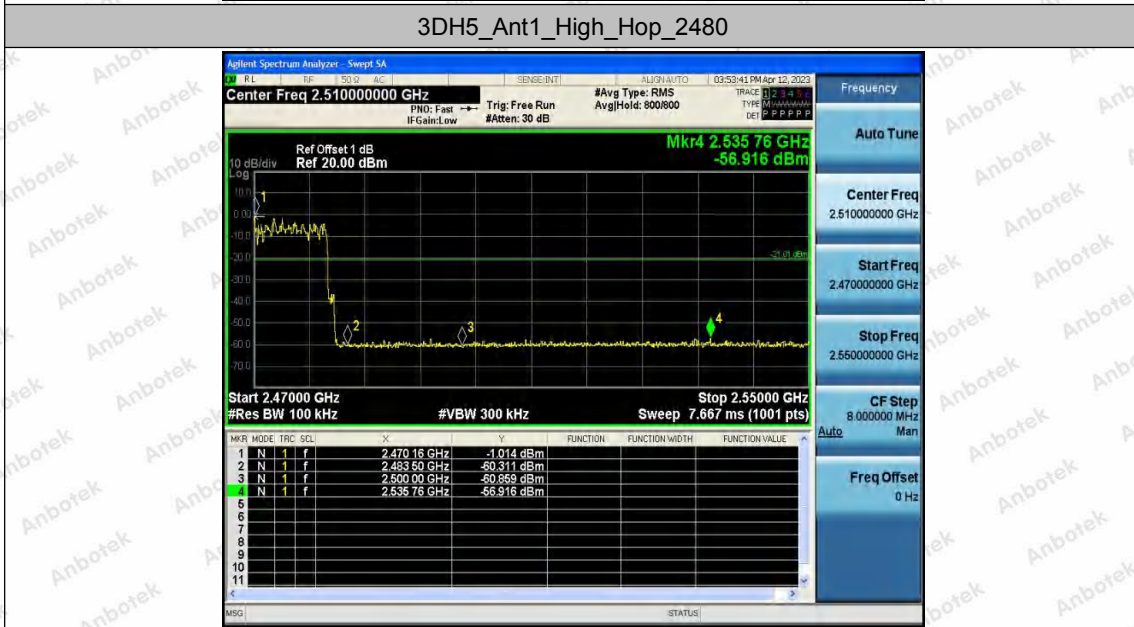 3DH5_Ant1_High_Hop_2480
Agilent Spectrum Analyzer - Swept SA
RL RF 50 Ω AC SENSE:INT ALIGN AUTO 03:53:41 PM Apr 12, 2023
Center Freq 2.510000000 GHz
PNO: Fast
IFGain:Low
Trig: Free Run
#Atten: 30 dB
#Avg Type: RMS
Avg|Hold: 800/800
TRACE 1 2 3 4 5 6
TYPE M
DET P P P P P P
Mkr4 2.535 76 GHz
-56.916 dBm
Ref Offset 1 dB
10 dB/div Ref 20.00 dBm
Log
10.0
0.00
-10.0
-20.0
-30.0
-40.0
-50.0
-60.0
-70.0
-21.01 dBm
1
2
3
4
Start 2.47000 GHz Stop 2.55000 GHz
#Res BW 100 kHz #VBW 300 kHz Sweep 7.667 ms (1001 pts)
MKR MODE TRC SCL X Y FUNCTION FUNCTION WIDTH FUNCTION VALUE
1 N 1 f 2.470 16 GHz -1.014 dBm
2 N 1 f 2.483 50 GHz -60.311 dBm
3 N 1 f 2.500 00 GHz -60.859 dBm
4 N 1 f 2.535 76 GHz -56.916 dBm
5
6
7
8
9
10
11
MSG STATUS
Frequency
Auto Tune
Center Freq
2.510000000 GHz
Start Freq
2.470000000 GHz
Stop Freq
2.550000000 GHz
CF Step
8.000000 MHz
Auto Man
Freq Offset
0 Hz
Anbotek